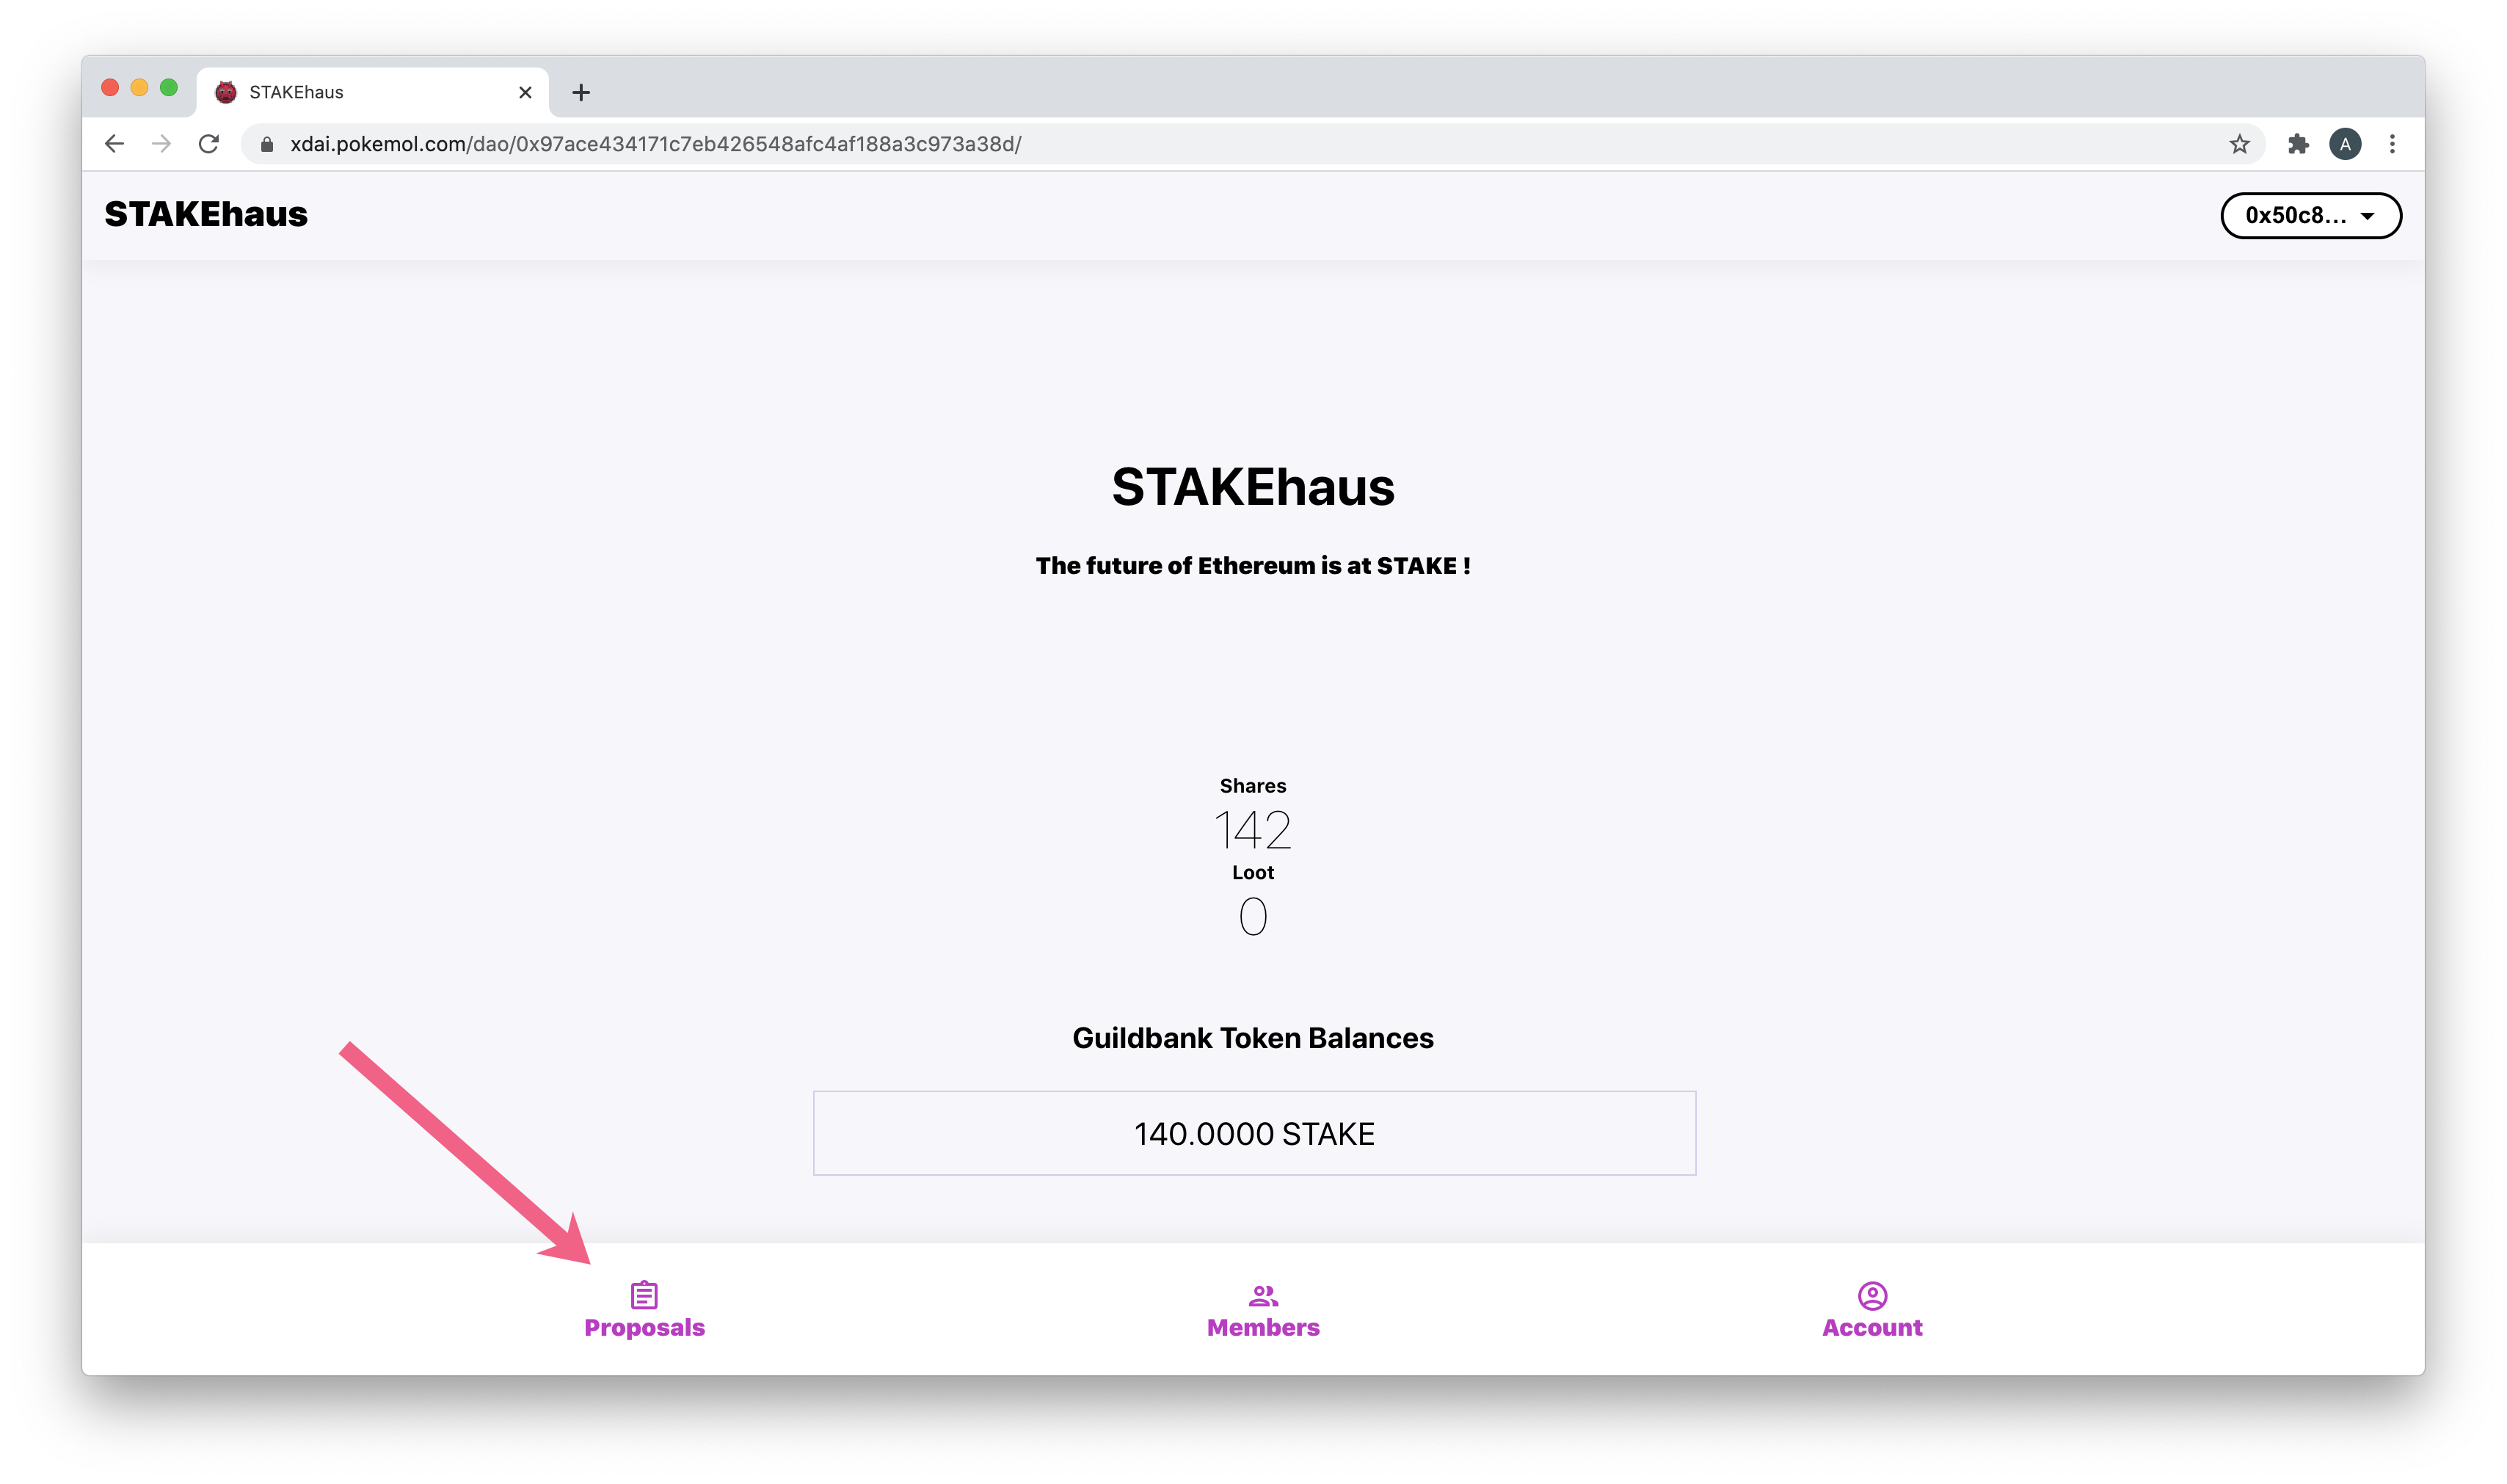 STAKEhaus
xdai.pokemol.com/dao/0x97ace434171c7eb426548afc4af188a3c973a38d/
A
STAKEhaus
0x50c8...
STAKEhaus
The future of Ethereum is at STAKE !
Shares
142
Loot
0
Guildbank Token Balances
140.0000 STAKE
Proposals
Members
Account